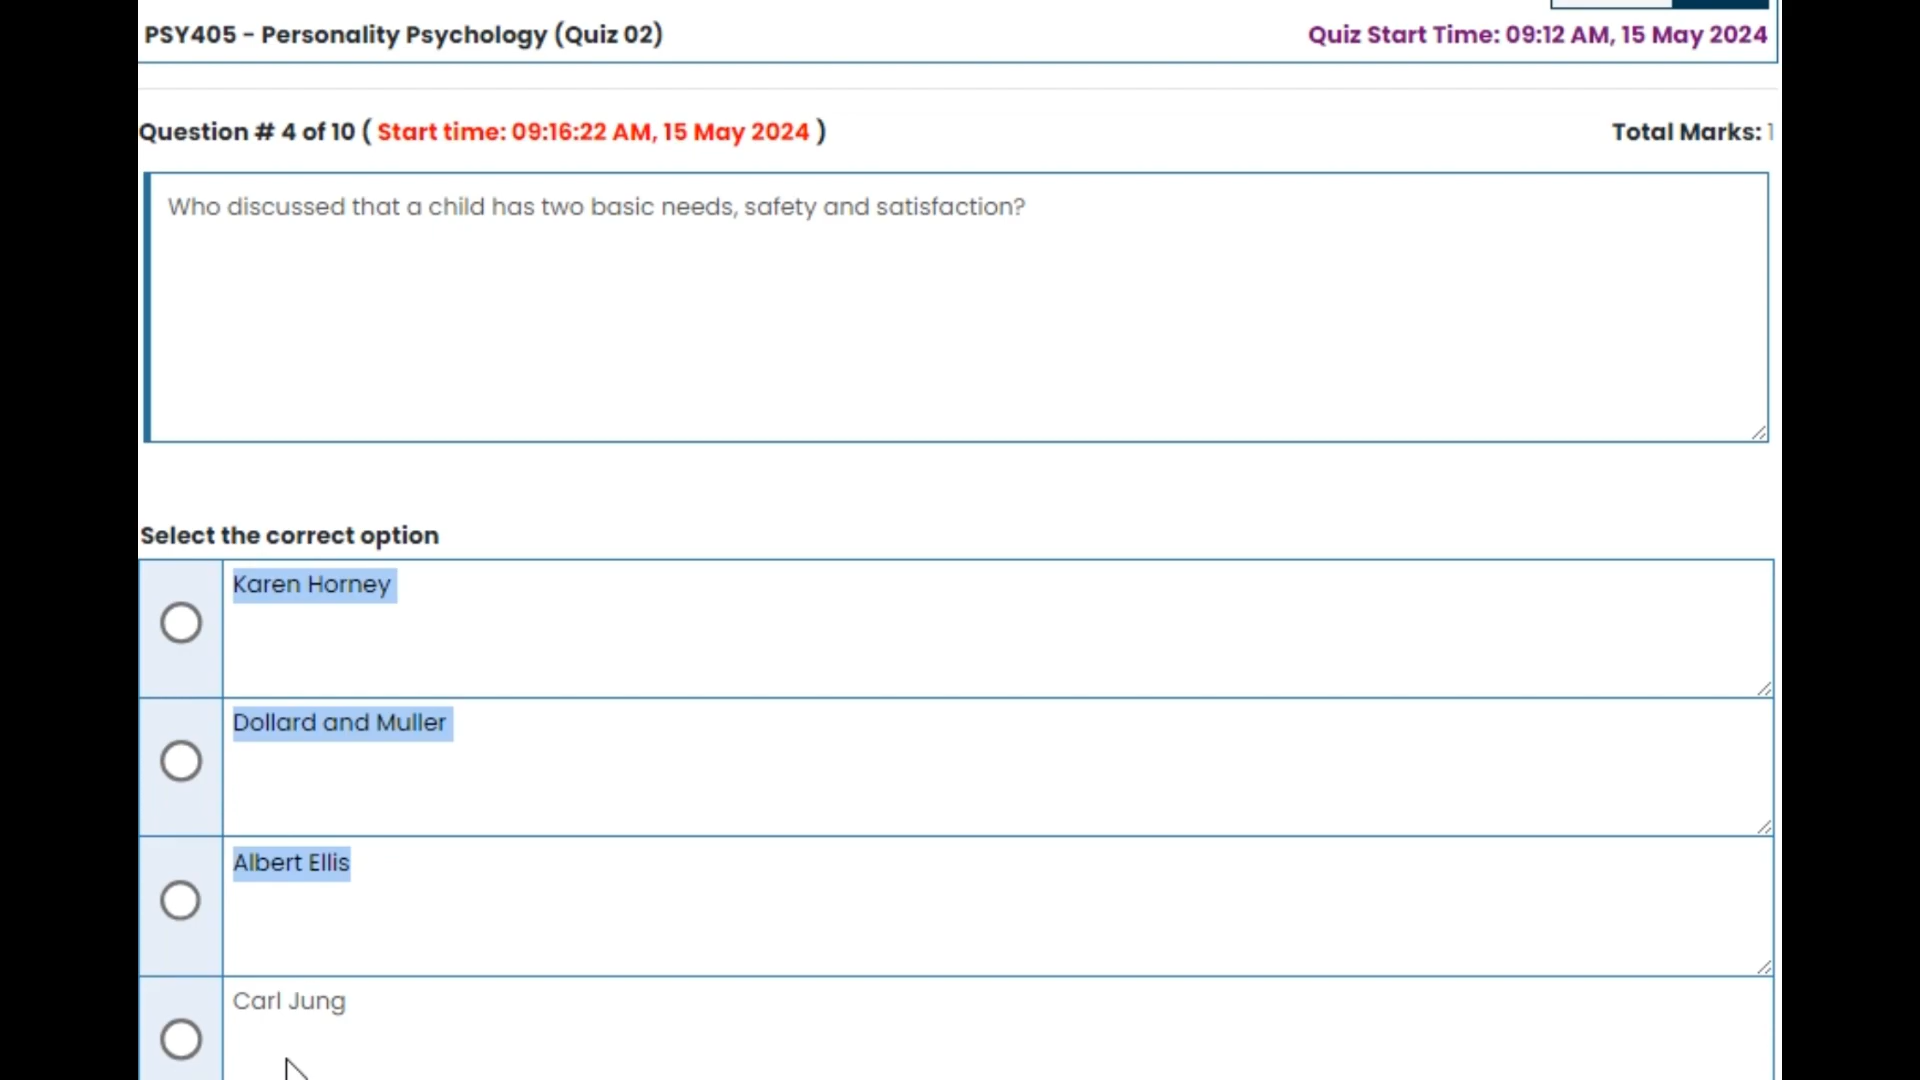 PSY405 - Personality Psychology (Quiz 02)
Quiz Start Time: 09:12 AM, 15 May 2024
Question # 4 of 10 ( Start time: 09:16:22 AM, 15 May 2024 )
Total Marks: 1
Who discussed that a child has two basic needs, safety and satisfaction?
Select the correct option
Karen Horney
Dollard and Muller
Albert Ellis
Carl Jung